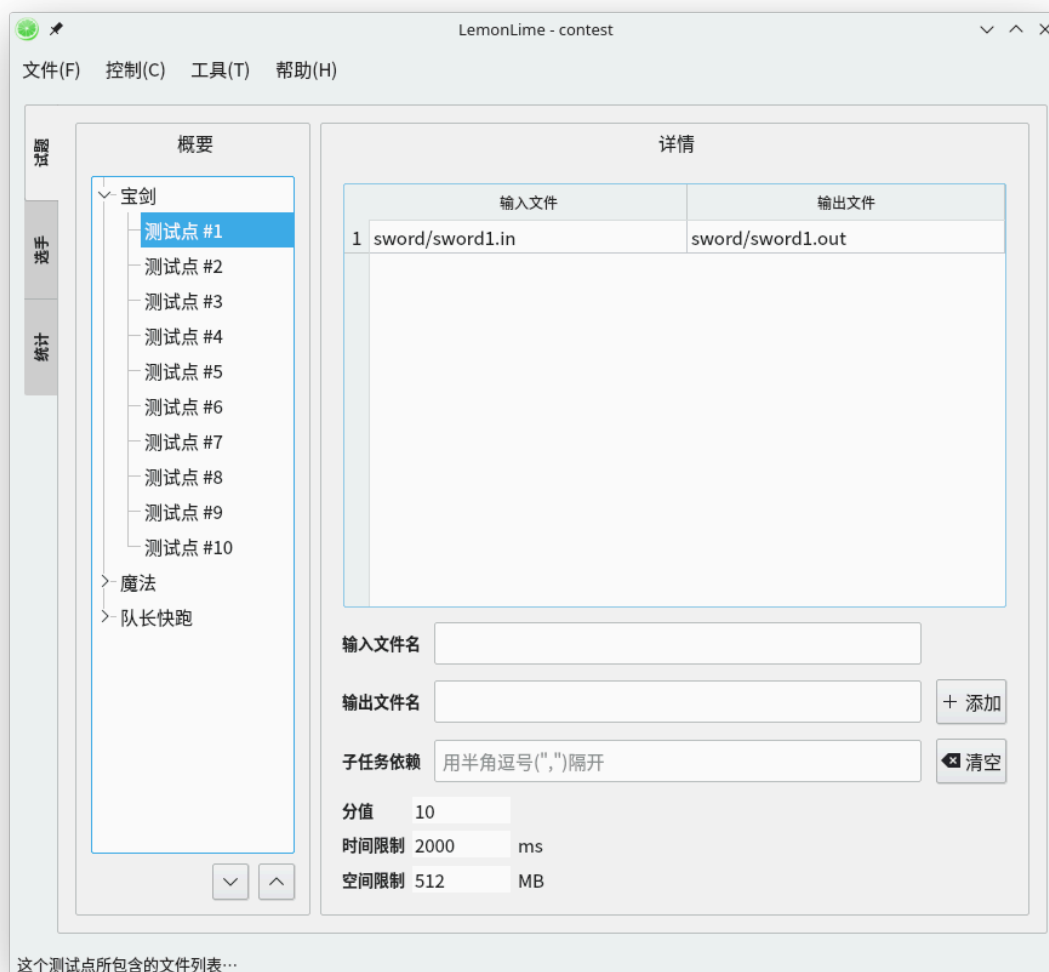 LemonLime - contest
文件(F) 控制(C) 工具(T) 帮助(H)
试题
选手
统计
概要
宝剑
测试点 #1
测试点 #2
测试点 #3
测试点 #4
测试点 #5
测试点 #6
测试点 #7
测试点 #8
测试点 #9
测试点 #10
魔法
队长快跑
详情
输入文件 输出文件
1 sword/sword1.in sword/sword1.out
输入文件名
输出文件名 添加
子任务依赖 用半角逗号(",")隔开 清空
分值 10
时间限制 2000 ms
空间限制 512 MB
这个测试点所包含的文件列表…